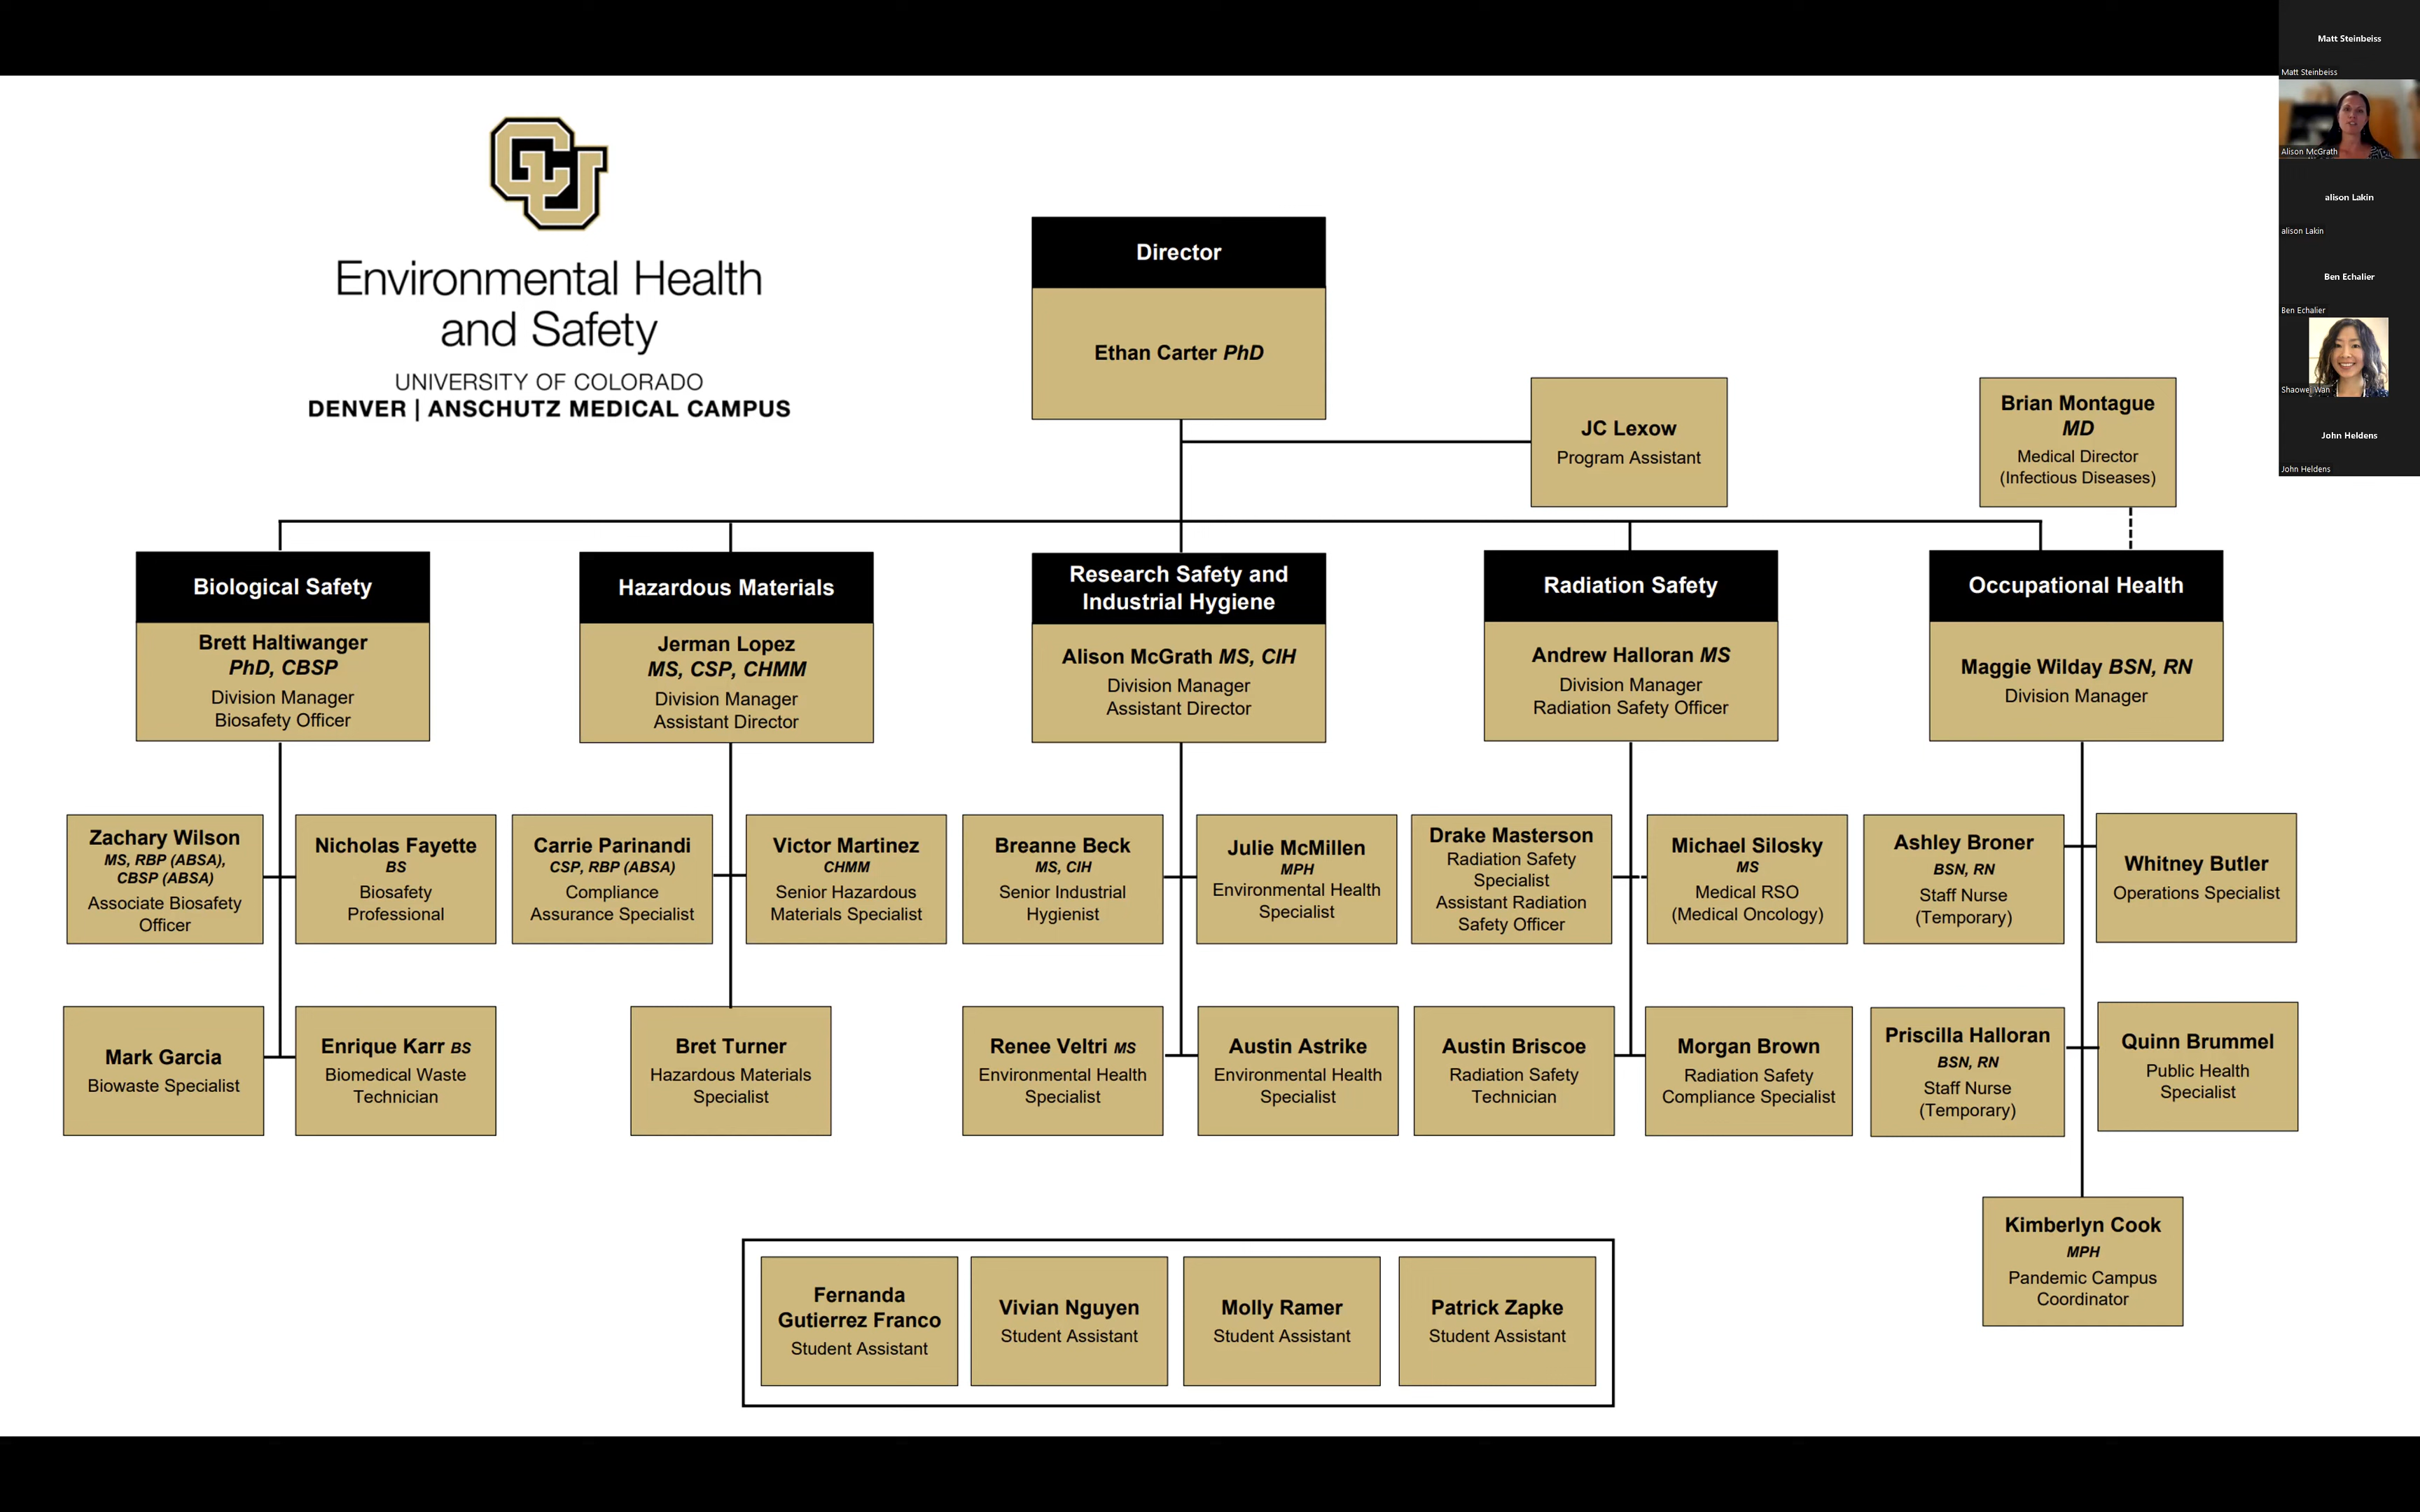 Matt Steinbeiss
Matt Steinbeiss
Alison McGrath
alison Lakin
alison Lakin
Ben Echalier
Ben Echalier
Shaowei Wan
John Heldens
John Heldens
CU
Environmental Health
and Safety
UNIVERSITY OF COLORADO
DENVER | ANSCHUTZ MEDICAL CAMPUS
Director
Ethan Carter PhD
JC Lexow
Program Assistant
Brian Montague
MD
Medical Director
(Infectious Diseases)
Biological Safety
Brett Haltiwanger
PhD, CBSP
Division Manager
Biosafety Officer
Hazardous Materials
Jerman Lopez
MS, CSP, CHMM
Division Manager
Assistant Director
Research Safety and
Industrial Hygiene
Alison McGrath MS, CIH
Division Manager
Assistant Director
Radiation Safety
Andrew Halloran MS
Division Manager
Radiation Safety Officer
Occupational Health
Maggie Wilday BSN, RN
Division Manager
Zachary Wilson
MS, RBP (ABSA),
CBSP (ABSA)
Associate Biosafety
Officer
Nicholas Fayette
BS
Biosafety
Professional
Carrie Parinandi
CSP, RBP (ABSA)
Compliance
Assurance Specialist
Victor Martinez
CHMM
Senior Hazardous
Materials Specialist
Breanne Beck
MS, CIH
Senior Industrial
Hygienist
Julie McMillen
MPH
Environmental Health
Specialist
Drake Masterson
Radiation Safety
Specialist
Assistant Radiation
Safety Officer
Michael Silosky
MS
Medical RSO
(Medical Oncology)
Ashley Broner
BSN, RN
Staff Nurse
(Temporary)
Whitney Butler
Operations Specialist
Mark Garcia
Biowaste Specialist
Enrique Karr BS
Biomedical Waste
Technician
Bret Turner
Hazardous Materials
Specialist
Renee Veltri MS
Environmental Health
Specialist
Austin Astrike
Environmental Health
Specialist
Austin Briscoe
Radiation Safety
Technician
Morgan Brown
Radiation Safety
Compliance Specialist
Priscilla Halloran
BSN, RN
Staff Nurse
(Temporary)
Quinn Brummel
Public Health
Specialist
Kimberlyn Cook
MPH
Pandemic Campus
Coordinator
Fernanda
Gutierrez Franco
Student Assistant
Vivian Nguyen
Student Assistant
Molly Ramer
Student Assistant
Patrick Zapke
Student Assistant